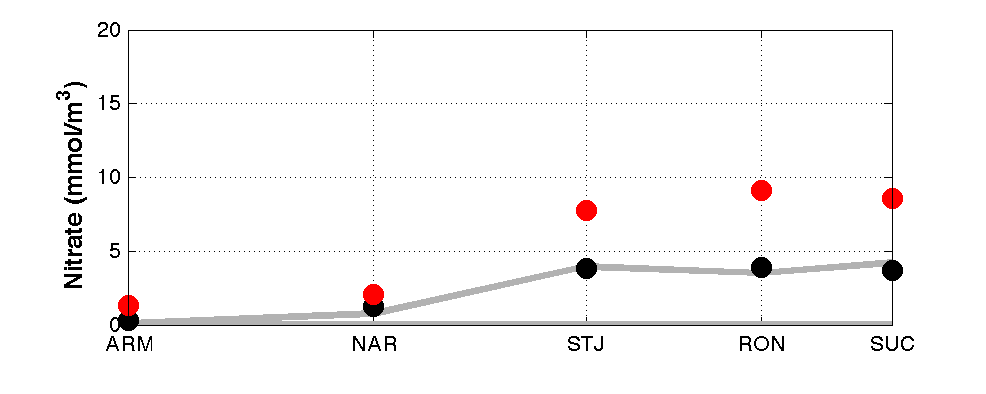 20
15
10
5
0
Nitrate (mmol/m³)
ARM NAR STJ RON SUC